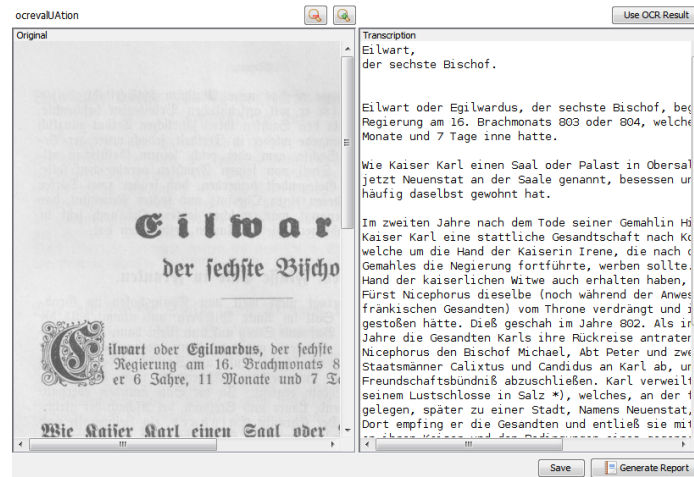 ocrevalUAtion
Use OCR Result
Original
Eilwar
der sechste Bischo
Eilwart oder Egilwardus, der sechste
Regierung am 16. Brachmonats 8
er 6 Jahre, 11 Monate und 7 Ta
Wie Kaiser Karl einen Saal oder
Transcription
Eilwart,
der sechste Bischof.
Eilwart oder Egilwardus, der sechste Bischof, beg
Regierung am 16. Brachmonats 803 oder 804, welche
Monate und 7 Tage inne hatte.
Wie Kaiser Karl einen Saal oder Palast in Obersal
jetzt Neuenstat an der Saale genannt, besessen un
häufig daselbst gewohnt hat.
Im zweiten Jahre nach dem Tode seiner Gemahlin Hi
Kaiser Karl eine stattliche Gesandtschaft nach Ko
welche um die Hand der Kaiserin Irene, die nach d
Gemahles die Negierung fortführte, werben sollte.
Hand der kaiserlichen Witwe auch erhalten haben,
Fürst Nicephorus dieselbe (noch während der Anwes
fränkischen Gesandten) vom Throne verdrängt und i
gestoßen hätte. Dieß geschah im Jahre 802. Als in
Jahre die Gesandten Karls ihre Rückreise antraten
Nicephorus den Bischof Michael, Abt Peter und zwe
Staatsmänner Calixtus und Candidus an Karl ab, un
Freundschaftsbündniß abzuschließen. Karl verweilt
seinem Lustschlosse in Salz *), welches, an der f
gelegen, später zu einer Stadt, Namens Neuenstat,
Dort empfing er die Gesandten und entließ sie mit
Save
Generate Report